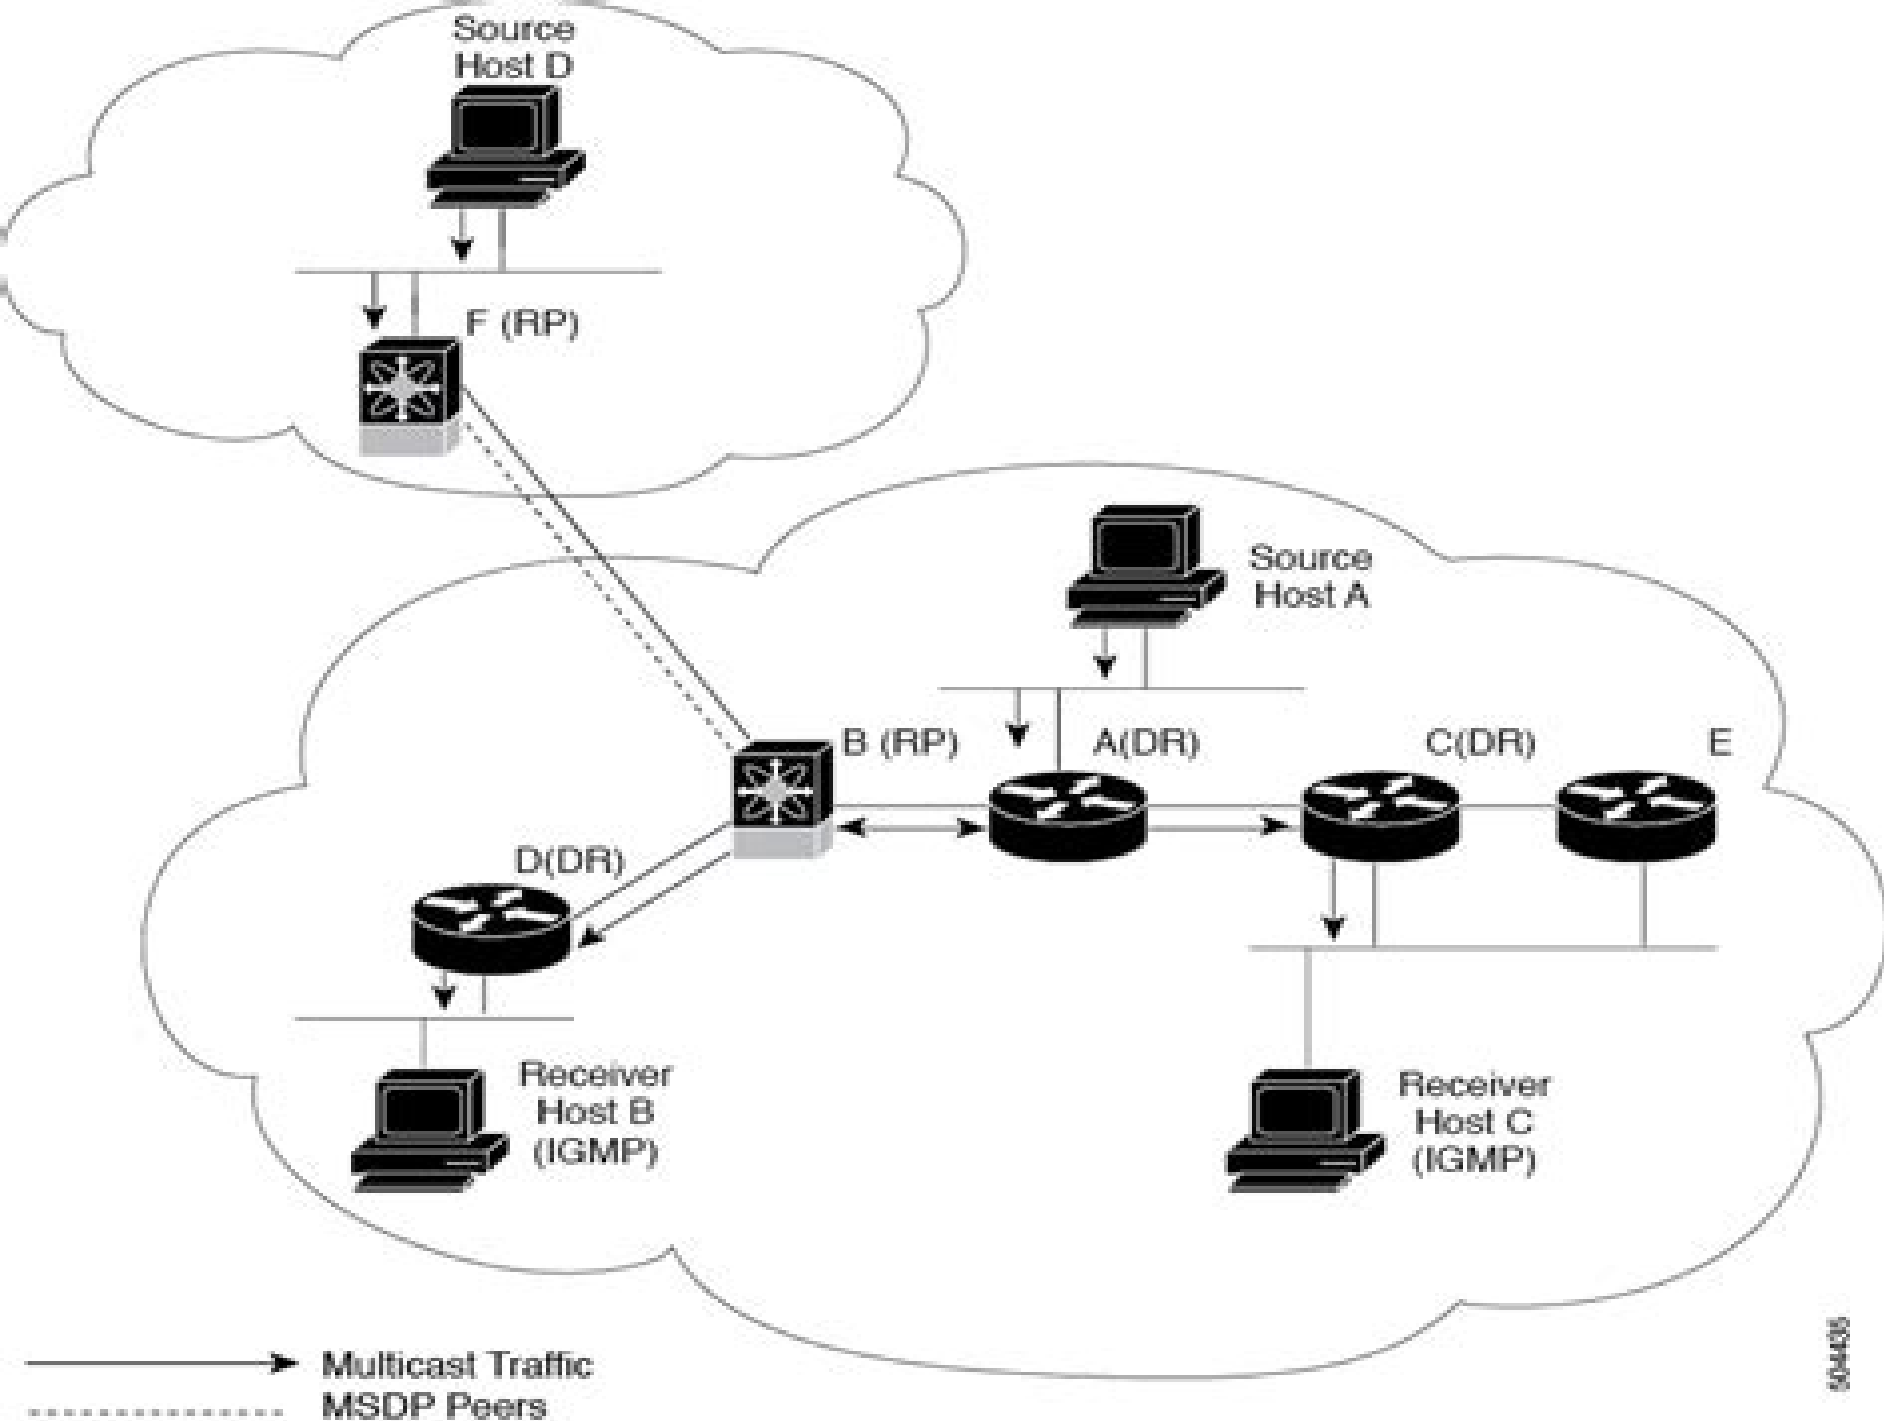 Source
Host D
F (RP)
Source
Host A
B (RP)
A(DR)
C(DR)
E
D(DR)
Receiver
Host B
(IGMP)
Receiver
Host C
(IGMP)
Multicast Traffic
MSDP Peers
504435